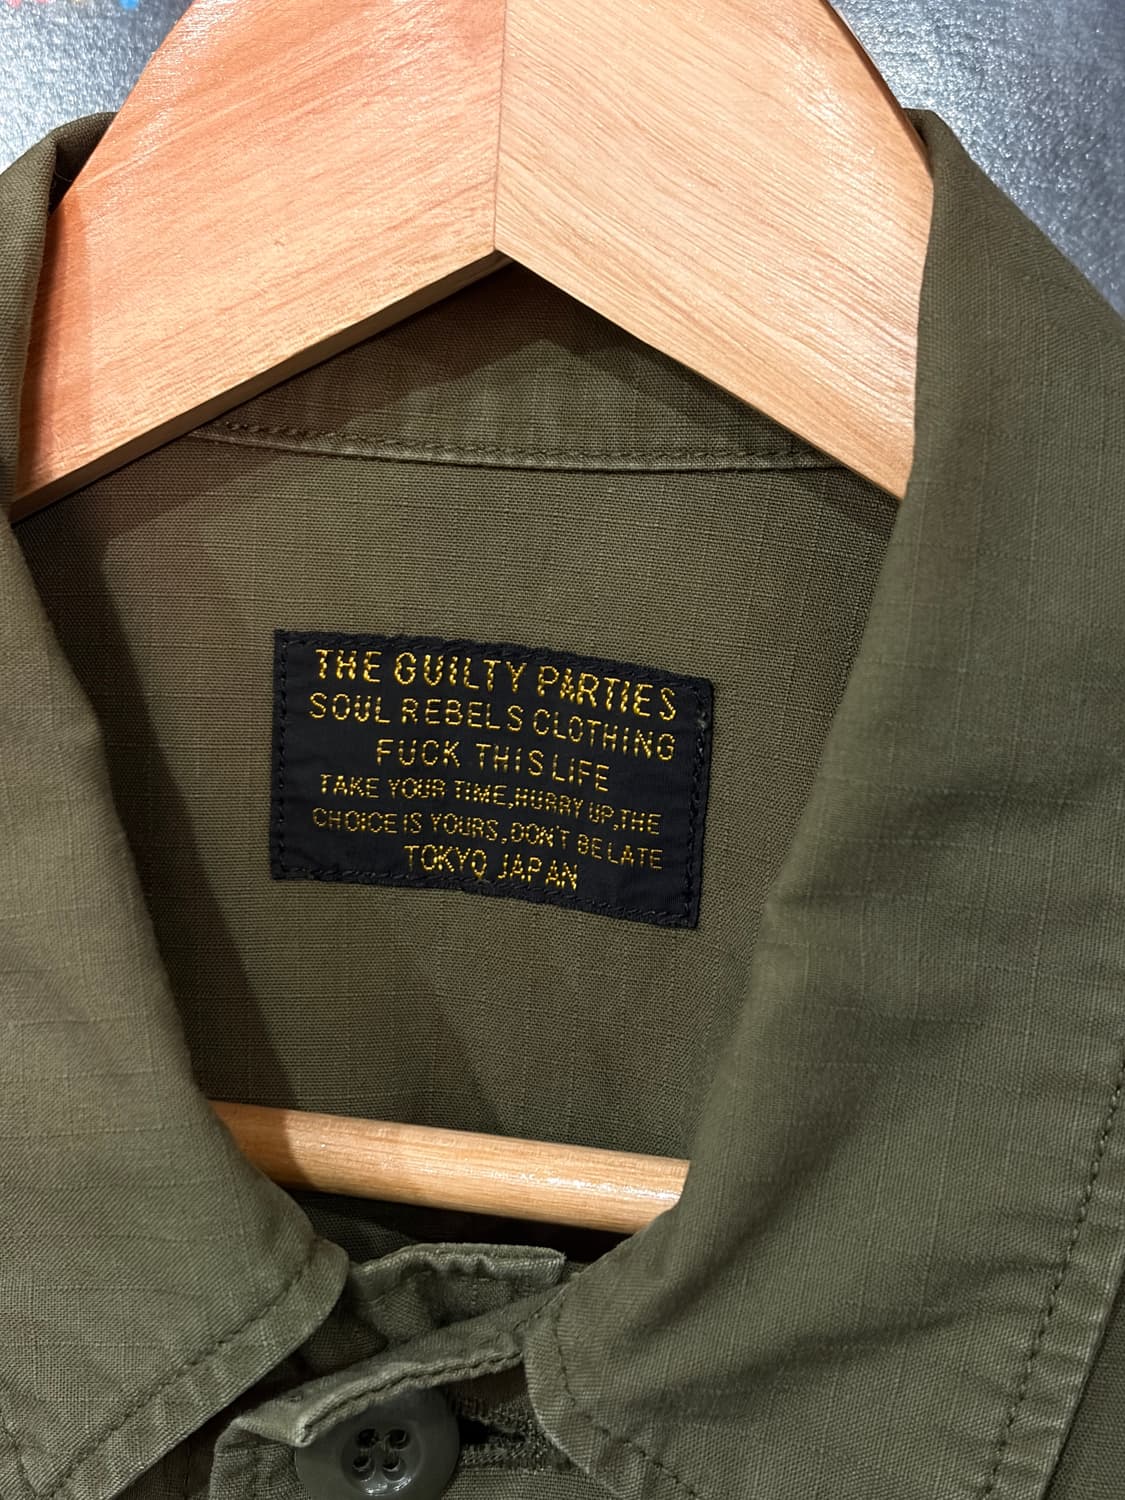 THE GUILTY PARTIES
SOUL REBELS CLOTHING
FUCK THIS LIFE
TAKE YOUR TIME,HURRY UP,THE
CHOICE IS YOURS,DON'T BE LATE
TOKYO JAPAN